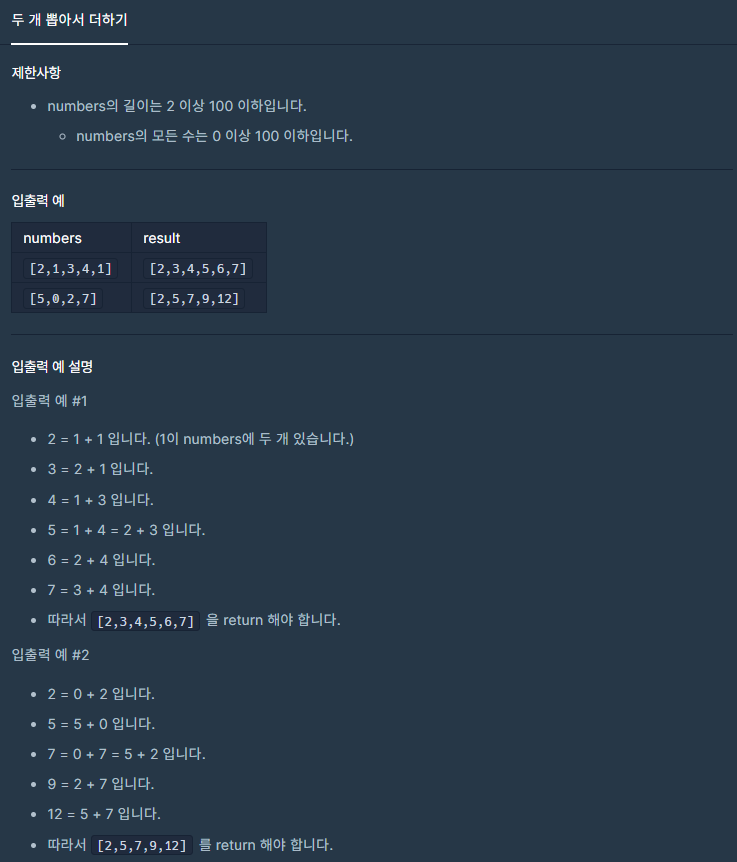 두 개 뽑아서 더하기
제한사항
numbers의 길이는 2 이상 100 이하입니다.
numbers의 모든 수는 0 이상 100 이하입니다.
입출력 예
numbers result
[2,1,3,4,1] [2,3,4,5,6,7]
[5,0,2,7] [2,5,7,9,12]
입출력 예 설명
입출력 예 #1
2 = 1 + 1 입니다. (1이 numbers에 두 개 있습니다.)
3 = 2 + 1 입니다.
4 = 1 + 3 입니다.
5 = 1 + 4 = 2 + 3 입니다.
6 = 2 + 4 입니다.
7 = 3 + 4 입니다.
따라서 [2,3,4,5,6,7] 을 return 해야 합니다.
입출력 예 #2
2 = 0 + 2 입니다.
5 = 5 + 0 입니다.
7 = 0 + 7 = 5 + 2 입니다.
9 = 2 + 7 입니다.
12 = 5 + 7 입니다.
따라서 [2,5,7,9,12] 를 return 해야 합니다.